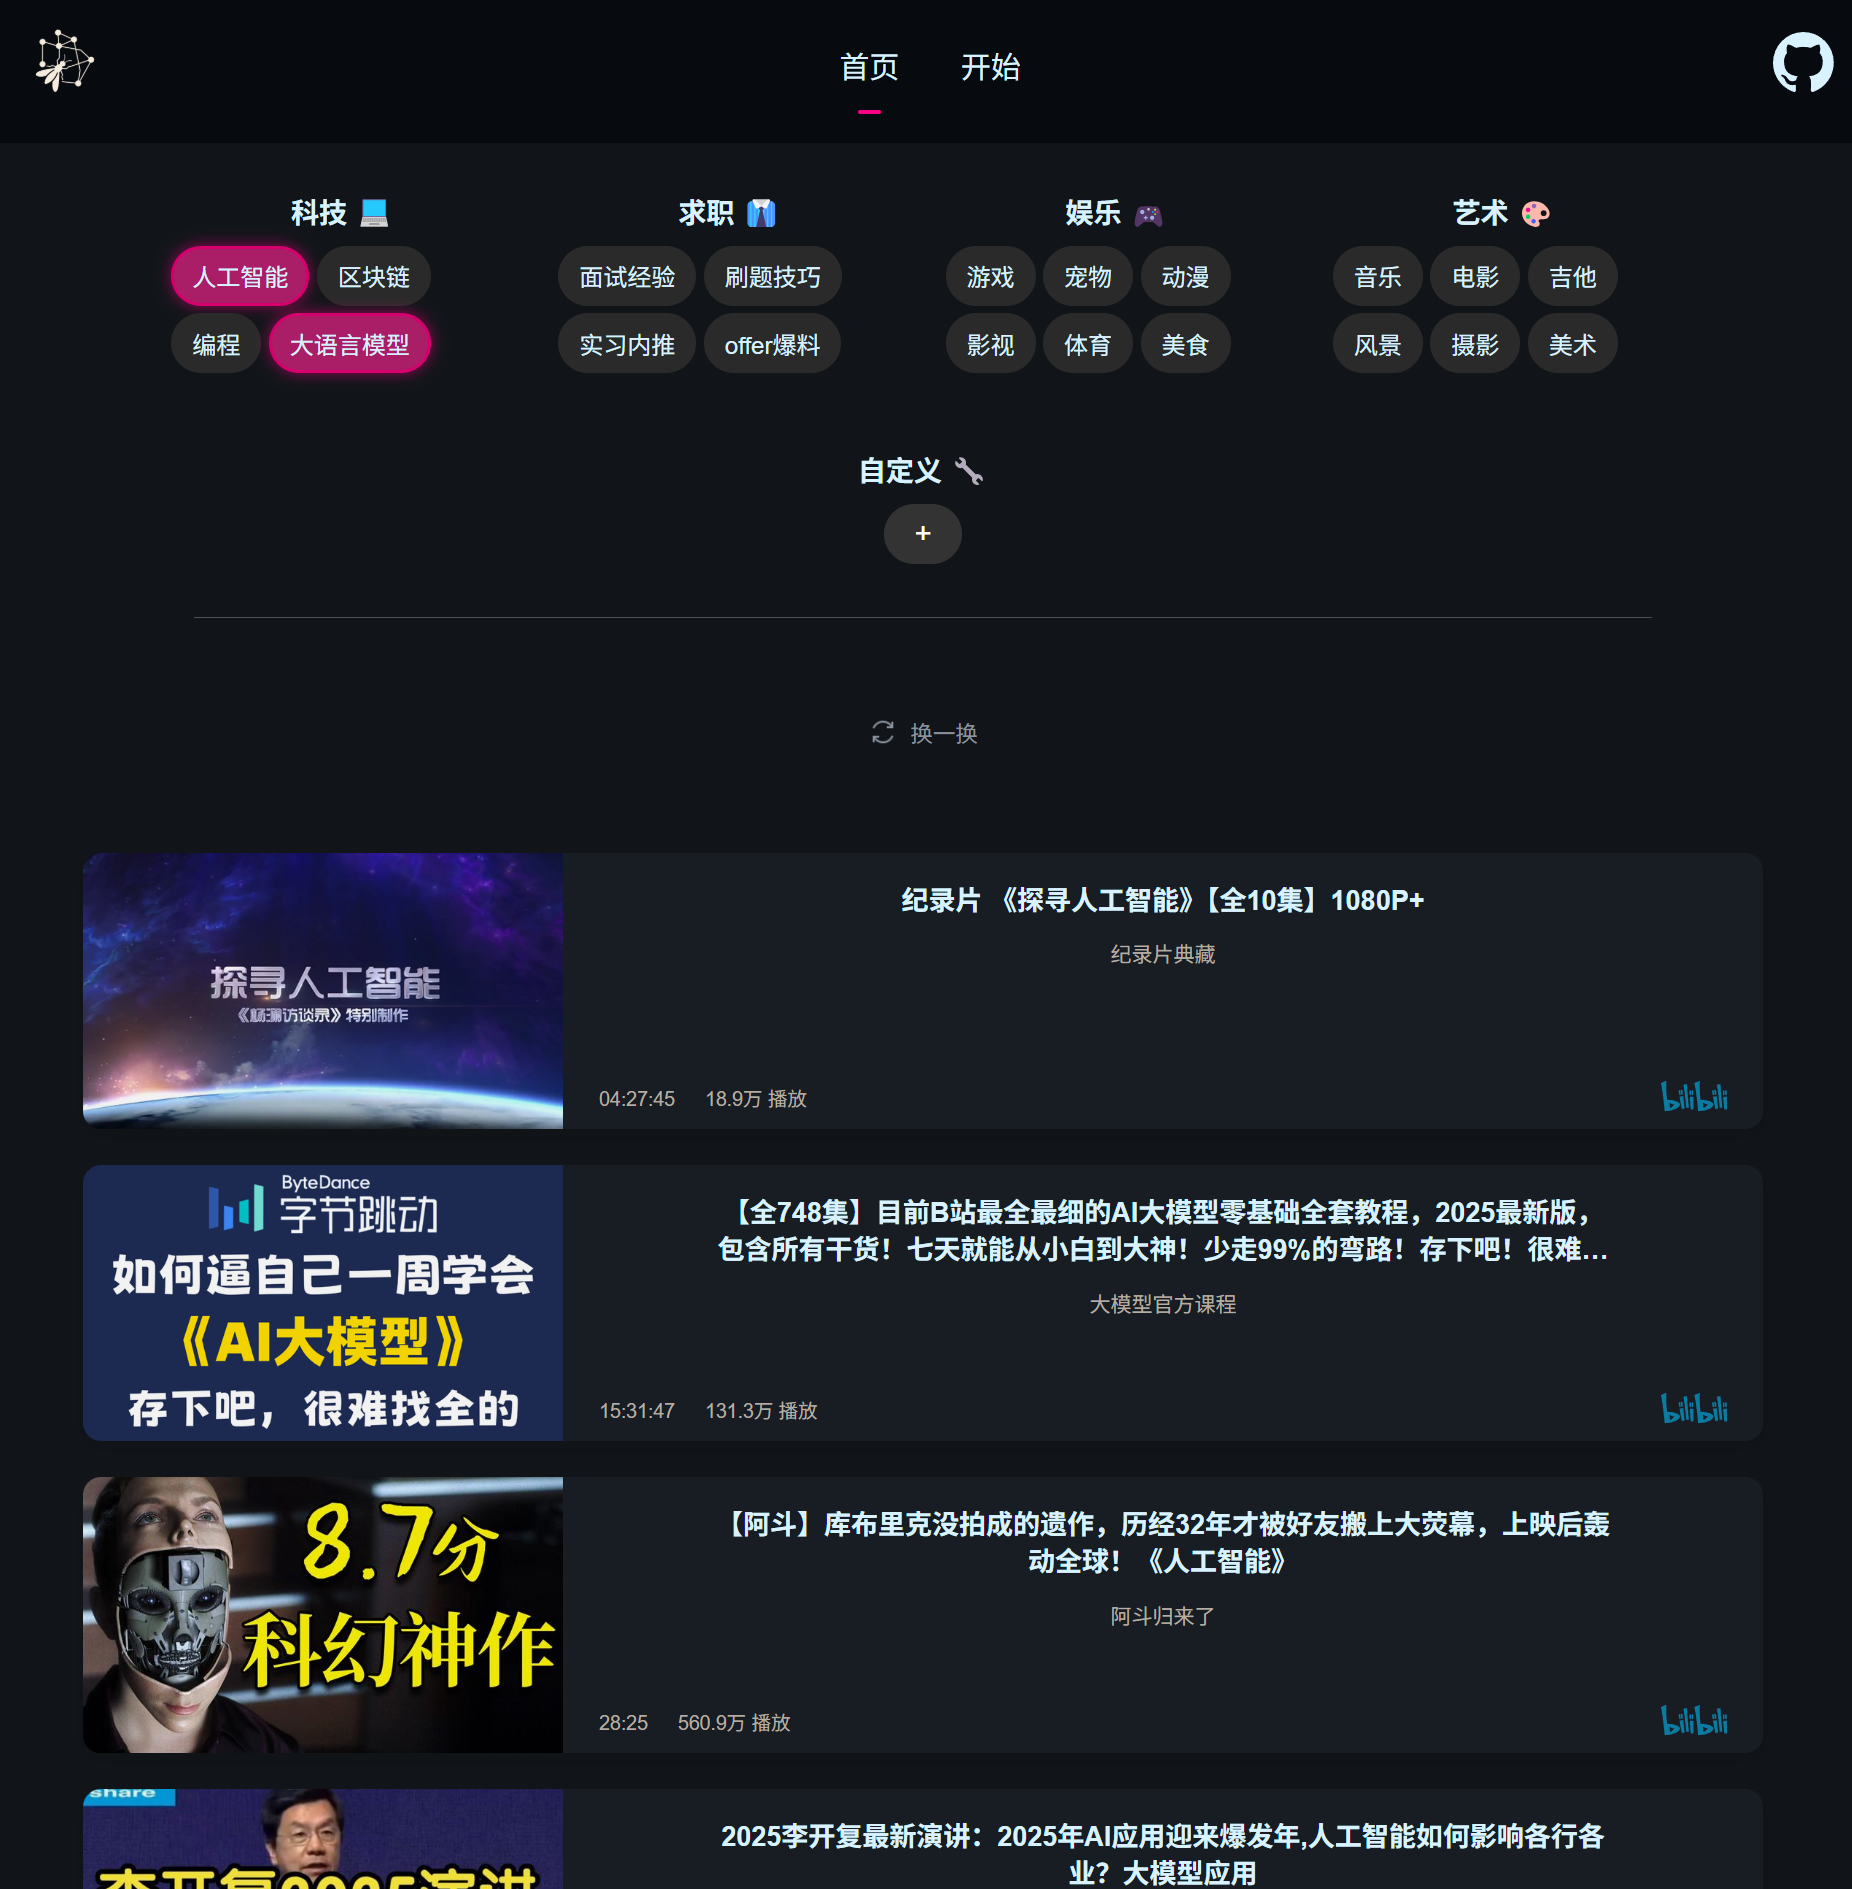 首页 开始
科技 求职 娱乐 艺术
人工智能 区块链 面试经验 刷题技巧 游戏 宠物 动漫 音乐 电影 吉他
编程 大语言模型 实习内推 offer爆料 影视 体育 美食 风景 摄影 美术
自定义
+
换一换
探寻人工智能
《杨澜访谈录》特别制作
纪录片 《探寻人工智能》【全10集】1080P+
纪录片典藏
04:27:45 18.9万 播放
bilibili
ByteDance
字节跳动
如何逼自己一周学会
《AI大模型》
存下吧，很难找全的
【全748集】目前B站最全最细的AI大模型零基础全套教程，2025最新版，
包含所有干货！七天就能从小白到大神！少走99%的弯路！存下吧！很难…
大模型官方课程
15:31:47 131.3万 播放
bilibili
8.7分
科幻神作
【阿斗】库布里克没拍成的遗作，历经32年才被好友搬上大荧幕，上映后轰
动全球！《人工智能》
阿斗归来了
28:25 560.9万 播放
bilibili
share
李开复2025演讲
2025李开复最新演讲：2025年AI应用迎来爆发年,人工智能如何影响各行各
业？大模型应用